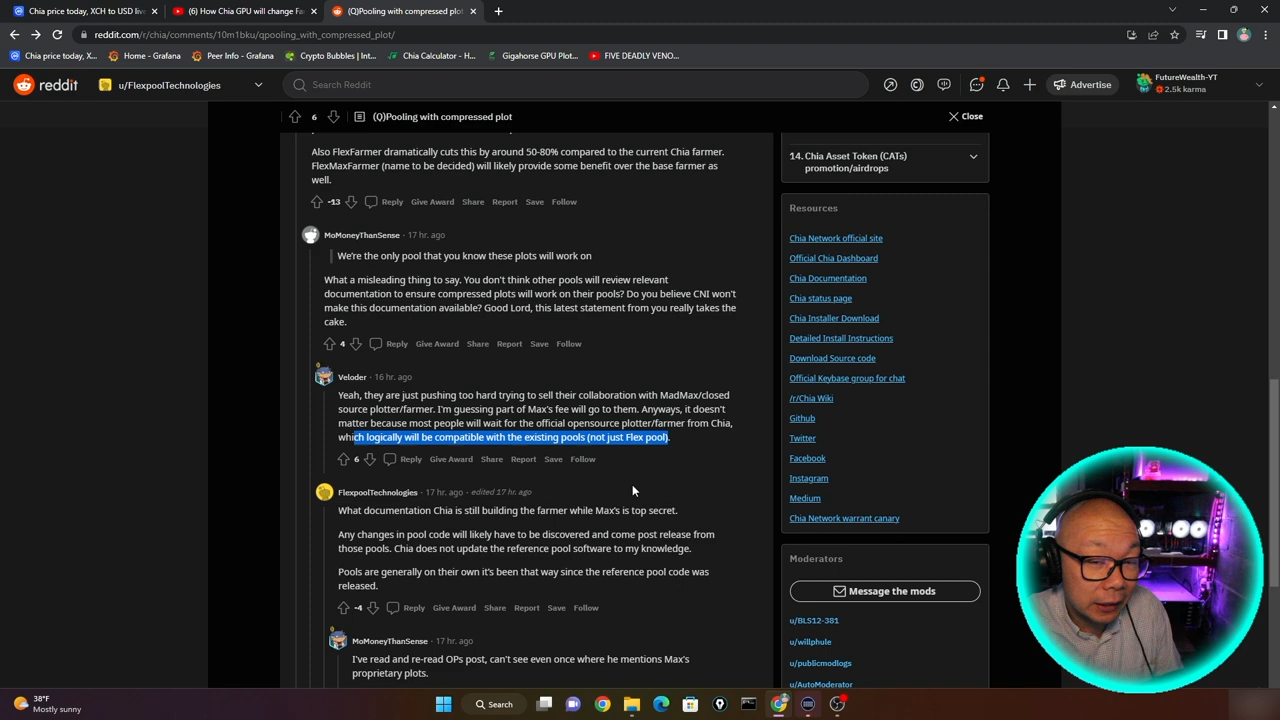 Chia price today, XCH to USD live
(6) How Chia GPU will change Fa
(Q)Pooling with compressed plot
reddit.com/r/chia/comments/10m1bku/qpooling_with_compressed_plot/
Chia price today, X...
Home - Grafana
Peer Info - Grafana
Crypto Bubbles | C...
Chia Calculator - H...
Gigahorse GPU Plot...
FIVE DEADLY VENO...
reddit
u/FlexpoolTechnologies
Search Reddit
Advertise
FutureWealth-YT
2.5k karma
6
(Q)Pooling with compressed plot
Close
Also FlexFarmer dramatically cuts this by around 50-80% compared to the current Chia farmer.
FlexMaxFarmer (name to be decided) will likely provide some benefit over the base farmer as
well.
-13 Reply Give Award Share Report Save Follow
MoMoneyThanSense · 17 hr. ago
We're the only pool that you know these plots will work on
What a misleading thing to say. You don't think other pools will review relevant
documentation to ensure compressed plots will work on their pools? Do you believe CNI won't
make this documentation available? Good Lord, this latest statement from you really takes the
cake.
4 Reply Give Award Share Report Save Follow
Veloder · 16 hr. ago
Yeah, they are just pushing too hard trying to sell their collaboration with MadMax/closed
source plotter/farmer. I'm guessing part of Max's fee will go to them. Anyways, it doesn't
matter because most people will wait for the official opensource plotter/farmer from Chia,
which logically will be compatible with the existing pools (not just Flex pool).
6 Reply Give Award Share Report Save Follow
FlexpoolTechnologies · 17 hr. ago · edited 17 hr. ago
What documentation Chia is still building the farmer while Max's is top secret.
Any changes in pool code will likely have to be discovered and come post release from
those pools. Chia does not update the reference pool software to my knowledge.
Pools are generally on their own it's been that way since the reference pool code was
released.
-4 Reply Give Award Share Report Save Follow
MoMoneyThanSense · 17 hr. ago
I've read and re-read OPs post, can't see even once where he mentions Max's
proprietary plots.
14. Chia Asset Token (CATs)
promotion/airdrops
Resources
Chia Network official site
Official Chia Dashboard
Chia Documentation
Chia status page
Chia Installer Download
Detailed Install Instructions
Download Source code
Official Keybase group for chat
/r/Chia Wiki
Github
Twitter
Facebook
Instagram
Medium
Chia Network warrant canary
Moderators
Message the mods
u/BLS12-381
u/willphule
u/publicmodlogs
u/AutoModerator
38°F
Mostly sunny
Search